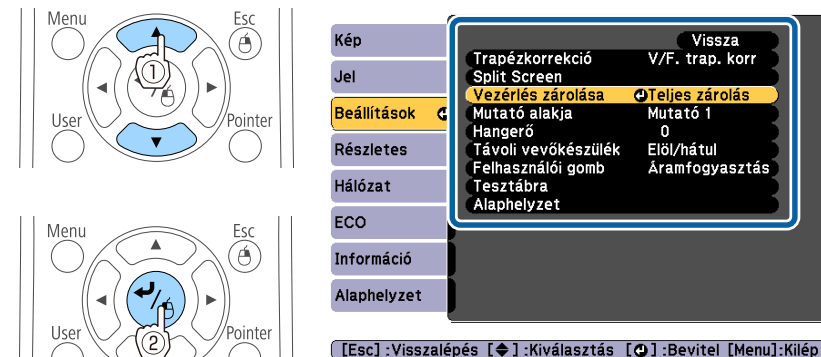 Menu
Esc
①
User
Pointer
Menu
Esc
User
②
Pointer
Kép
Jel
Beállítások
Részletes
Hálózat
ECO
Információ
Alaphelyzet
Vissza
Trapézkorrekció V/F. trap. korr
Split Screen
Vezérlés zárolása Teljes zárolás
Mutató alakja Mutató 1
Hangerő 0
Távoli vevőkészülék Elöl/hátul
Felhasználói gomb Áramfogyasztás
Tesztábra
Alaphelyzet
[Esc] :Visszalépés [◆] :Kiválasztás [⏎] :Bevitel [Menu]:Kilép